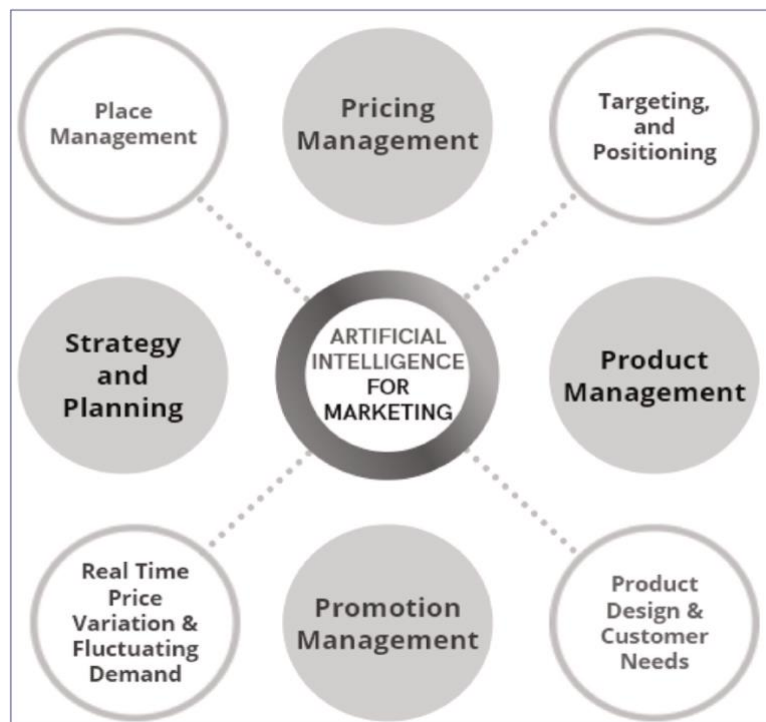 Place
Management
Pricing
Management
Targeting,
and
Positioning
Strategy
and
Planning
ARTIFICIAL
INTELLIGENCE
FOR
MARKETING
Product
Management
Real Time
Price
Variation &
Fluctuating
Demand
Promotion
Management
Product
Design &
Customer
Needs